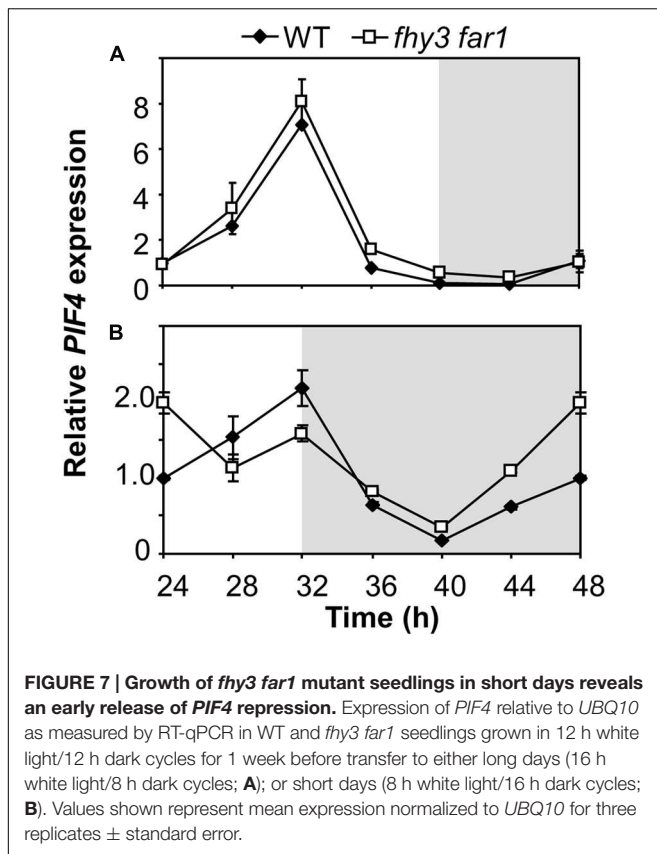 WT fhy3 far1
A
8
6
4
2
0
Relative PIF4 expression
B
2.0
1.0
0
24 28 32 36 40 44 48
Time (h)
FIGURE 7 | Growth of fhy3 far1 mutant seedlings in short days reveals
an early release of PIF4 repression. Expression of PIF4 relative to UBQ10
as measured by RT-qPCR in WT and fhy3 far1 seedlings grown in 12 h white
light/12 h dark cycles for 1 week before transfer to either long days (16 h
white light/8 h dark cycles; A); or short days (8 h white light/16 h dark cycles;
B). Values shown represent mean expression normalized to UBQ10 for three
replicates ± standard error.